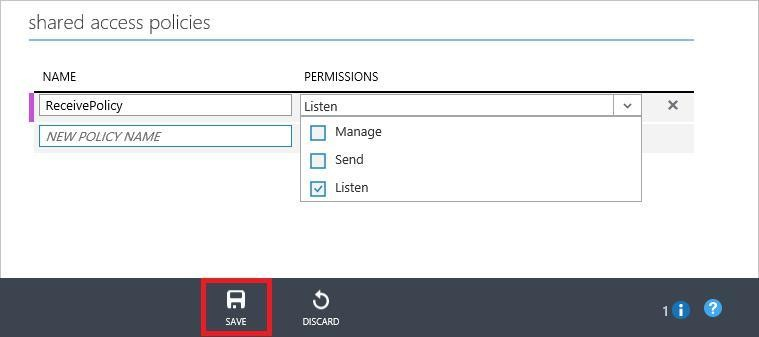 shared access policies
NAME PERMISSIONS
ReceivePolicy Listen
NEW POLICY NAME
Manage
Send
Listen
SAVE DISCARD
1 i ?